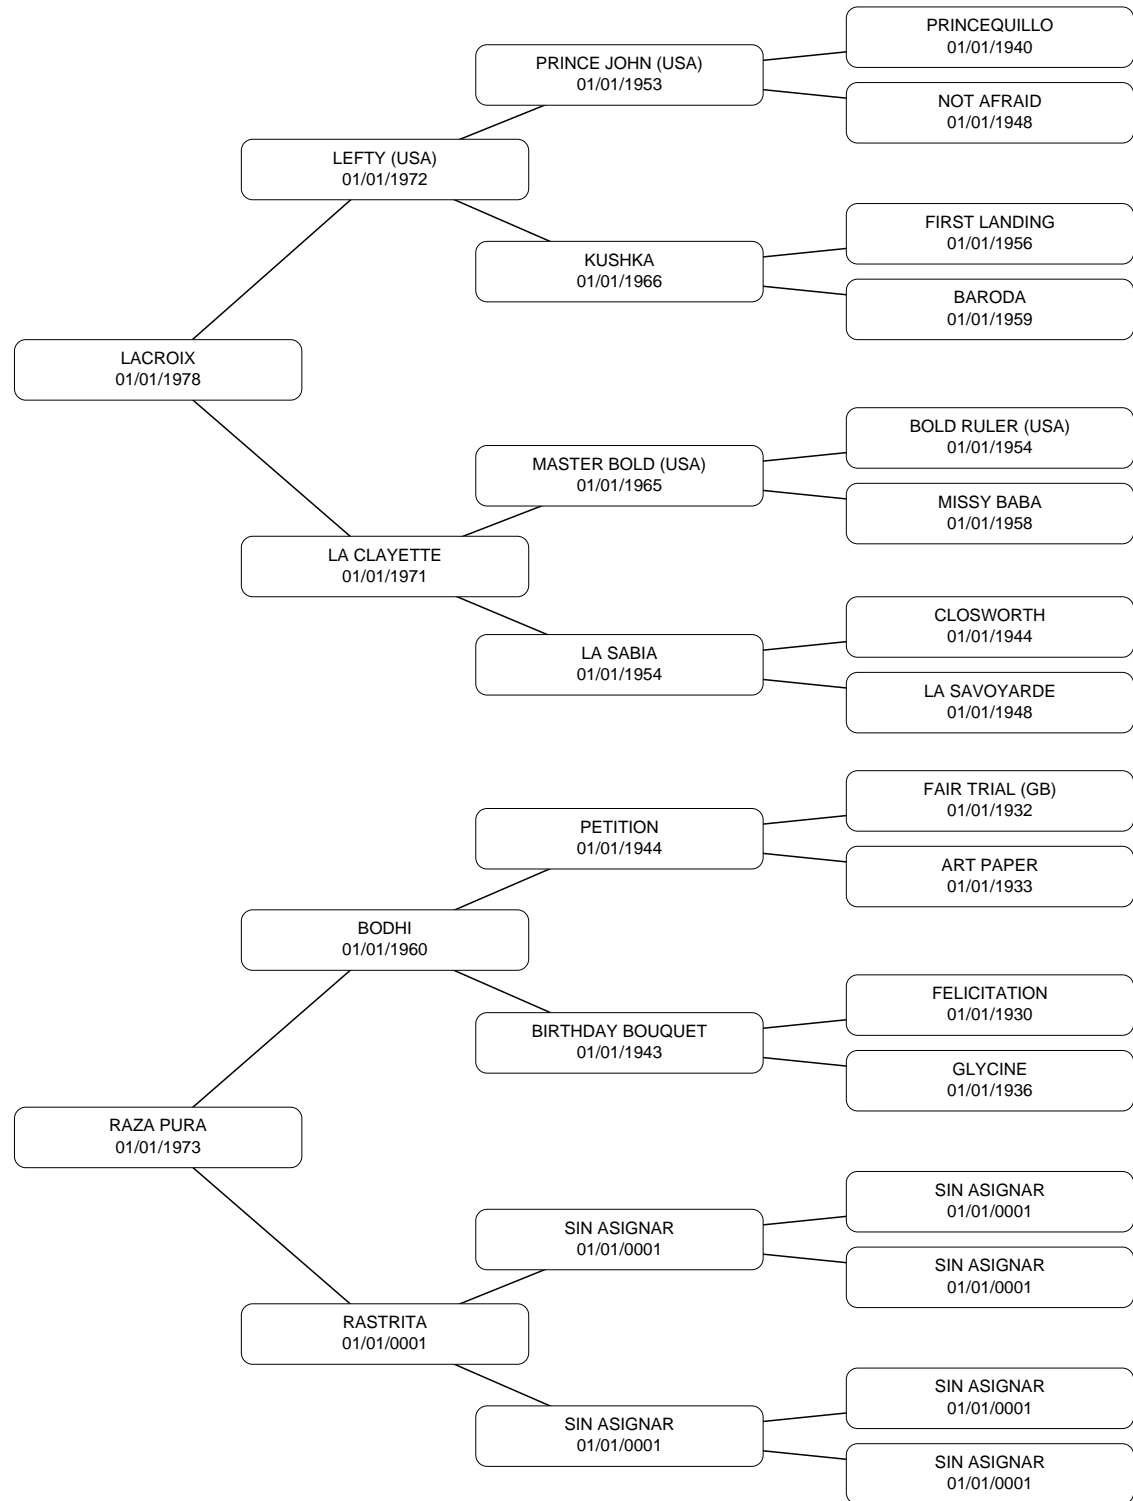 PRINCEQUILLO
01/01/1940
PRINCE JOHN (USA)
01/01/1953
NOT AFRAID
01/01/1948
LEFTY (USA)
01/01/1972
FIRST LANDING
01/01/1956
KUSHKA
01/01/1966
BARODA
01/01/1959
LACROIX
01/01/1978
BOLD RULER (USA)
01/01/1954
MASTER BOLD (USA)
01/01/1965
MISSY BABA
01/01/1958
LA CLAYETTE
01/01/1971
CLOSWORTH
01/01/1944
LA SABIA
01/01/1954
LA SAVOYARDE
01/01/1948
FAIR TRIAL (GB)
01/01/1932
PETITION
01/01/1944
ART PAPER
01/01/1933
BODHI
01/01/1960
FELICITATION
01/01/1930
BIRTHDAY BOUQUET
01/01/1943
GLYCINE
01/01/1936
RAZA PURA
01/01/1973
SIN ASIGNAR
01/01/0001
SIN ASIGNAR
01/01/0001
SIN ASIGNAR
01/01/0001
RASTRITA
01/01/0001
SIN ASIGNAR
01/01/0001
SIN ASIGNAR
01/01/0001
SIN ASIGNAR
01/01/0001